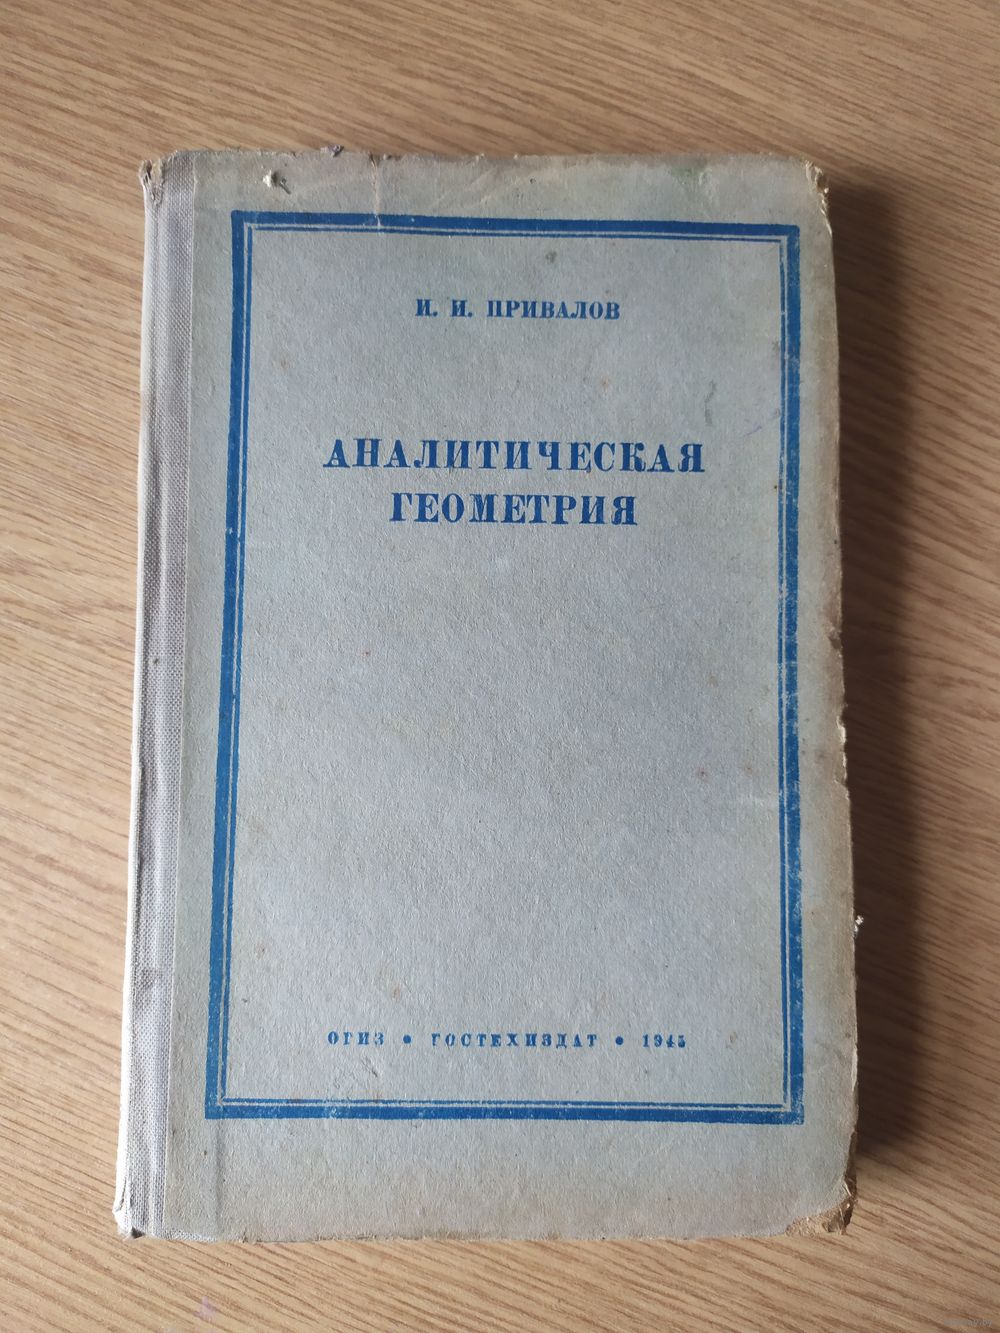 И. И. ПРИВАЛОВ
АНАЛИТИЧЕСКАЯ
ГЕОМЕТРИЯ
ОГИЗ • ГОСТЕХИЗДАТ • 1945